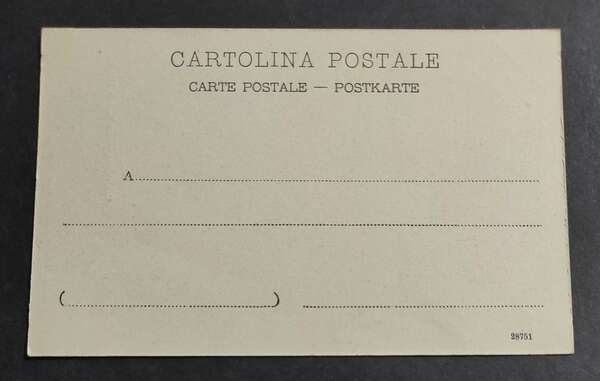 CARTOLINA POSTALE
CARTE POSTALE — POSTKARTE
A
( )
28751